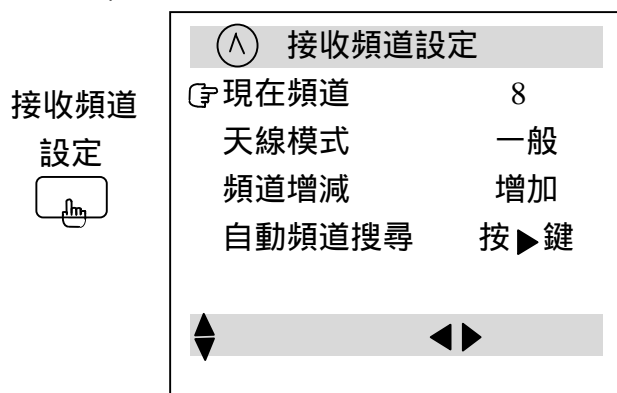 接收頻道
設定
接收頻道設定
現在頻道 8
天線模式 一般
頻道增減 增加
自動頻道搜尋 按▶鍵